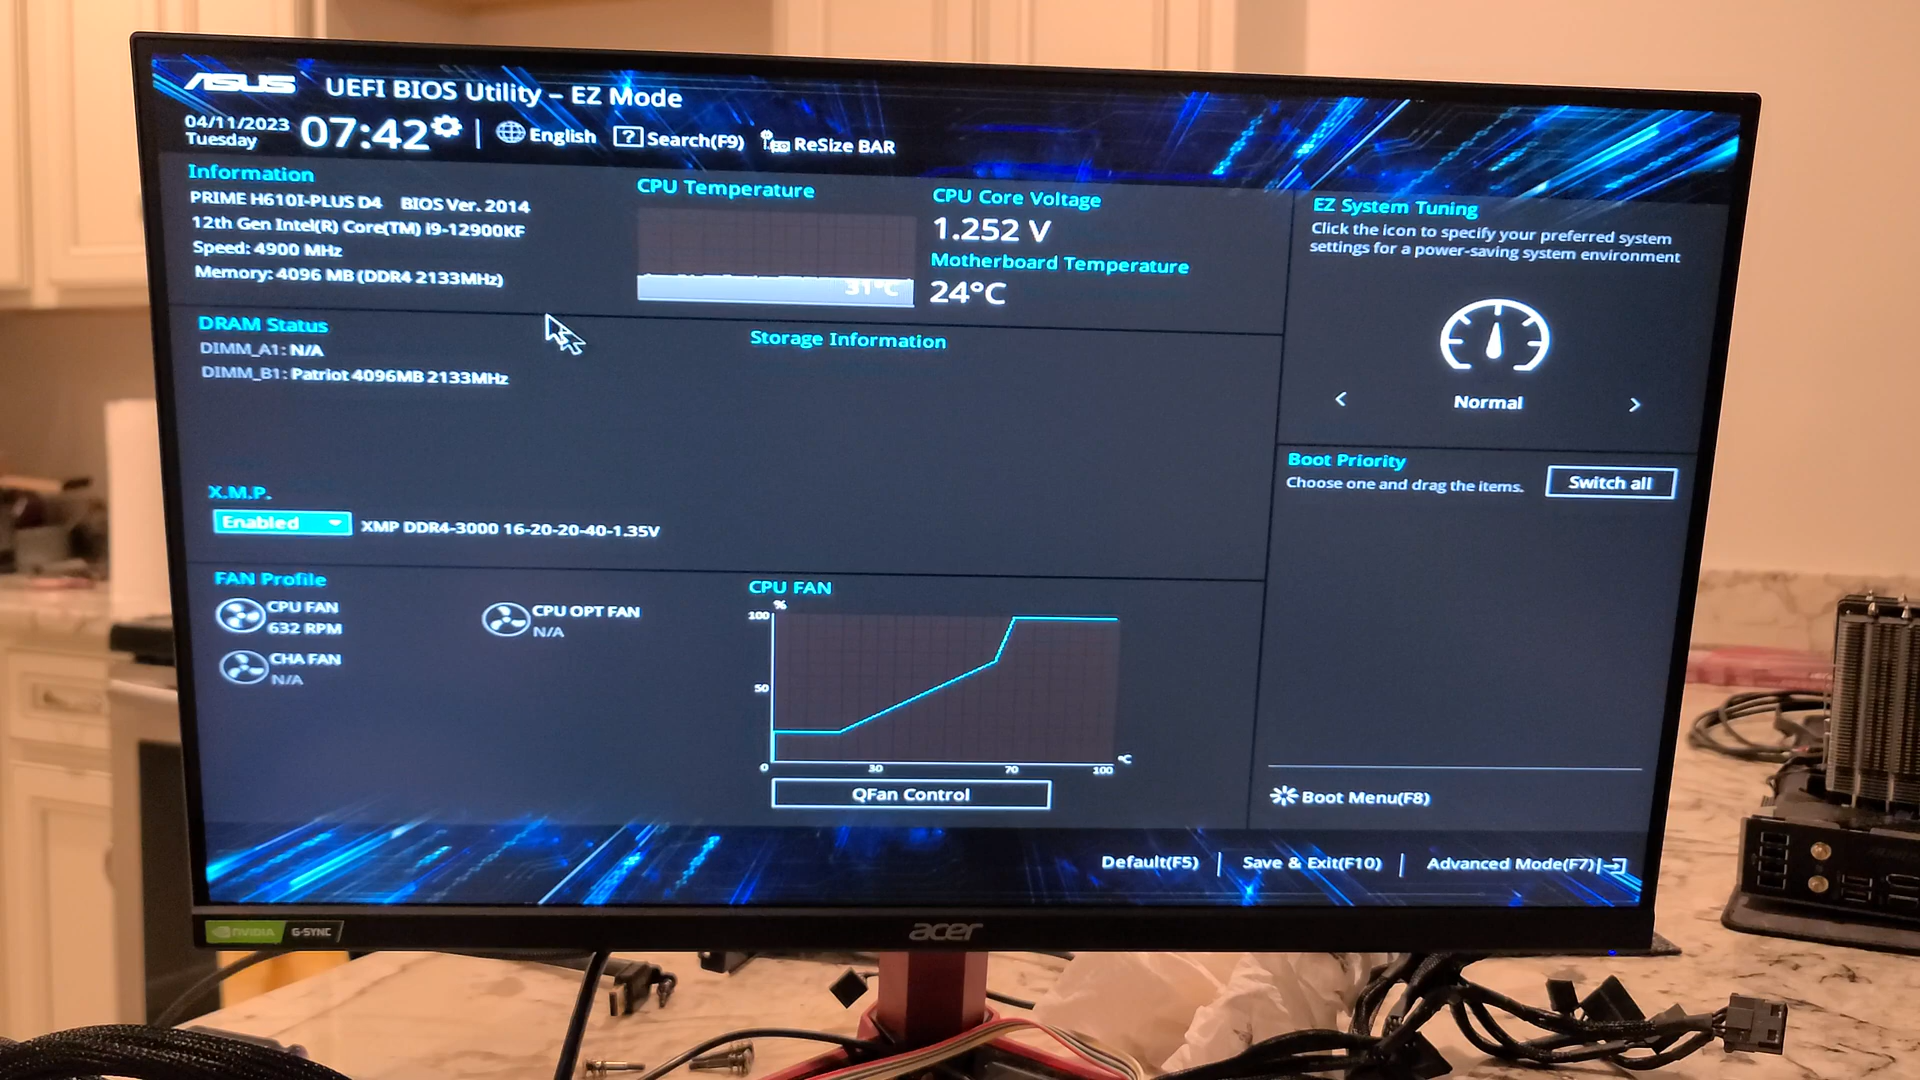 ASUS UEFI BIOS Utility – EZ Mode
04/11/2023
Tuesday
07:42
English
Search(F9)
ReSize BAR
Information
PRIME H610I-PLUS D4 BIOS Ver. 2014
12th Gen Intel(R) Core(TM) i9-12900KF
Speed: 4900 MHz
Memory: 4096 MB (DDR4 2133MHz)
CPU Temperature
31°C
CPU Core Voltage
1.252 V
Motherboard Temperature
24°C
EZ System Tuning
Click the icon to specify your preferred system
settings for a power-saving system environment
Normal
DRAM Status
DIMM_A1: N/A
DIMM_B1: Patriot 4096MB 2133MHz
Storage Information
X.M.P.
Enabled
XMP DDR4-3000 16-20-20-40-1.35V
Boot Priority
Choose one and drag the items.
Switch all
FAN Profile
CPU FAN
632 RPM
CPU OPT FAN
N/A
CHA FAN
N/A
CPU FAN
%
100
50
0
30
70
100
°C
QFan Control
Boot Menu(F8)
Default(F5)
Save & Exit(F10)
Advanced Mode(F7)
NVIDIA G-SYNC
acer